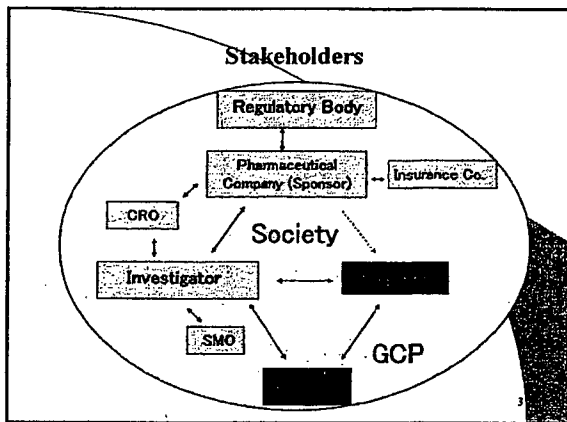 Stakeholders
Regulatory Body
Pharmaceutical
Company (Sponsor)
Insurance Co.
CRO
Society
Investigator
SMO
GCP
3